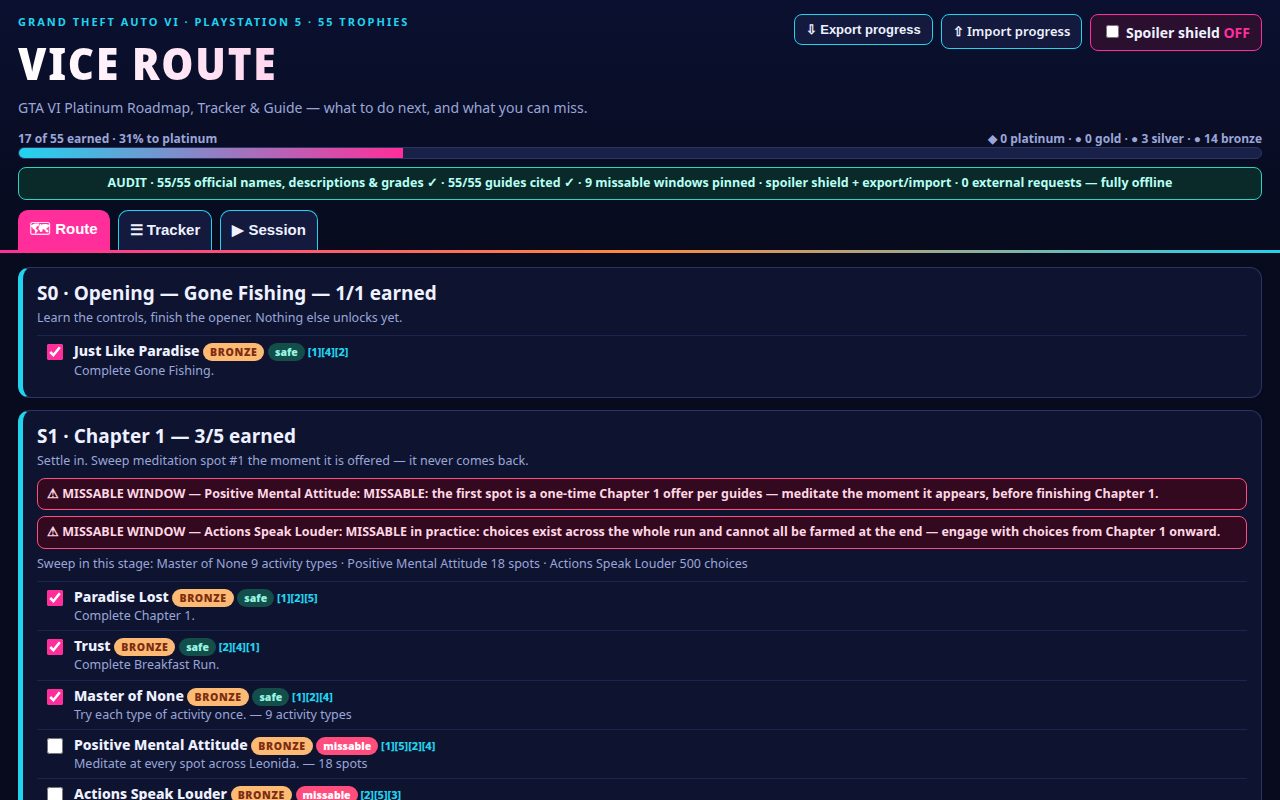 GRAND THEFT AUTO VI · PLAYSTATION 5 · 55 TROPHIES
⇩ Export progress
⇧ Import progress
Spoiler shield OFF
VICE ROUTE
GTA VI Platinum Roadmap, Tracker & Guide — what to do next, and what you can miss.
17 of 55 earned · 31% to platinum
◆ 0 platinum · ● 0 gold · ● 3 silver · ● 14 bronze
AUDIT · 55/55 official names, descriptions & grades ✓ · 55/55 guides cited ✓ · 9 missable windows pinned · spoiler shield + export/import · 0 external requests — fully offline
🗺 Route
☰ Tracker
▶ Session
S0 · Opening — Gone Fishing — 1/1 earned
Learn the controls, finish the opener. Nothing else unlocks yet.
Just Like Paradise BRONZE safe [1][4][2]
Complete Gone Fishing.
S1 · Chapter 1 — 3/5 earned
Settle in. Sweep meditation spot #1 the moment it is offered — it never comes back.
⚠ MISSABLE WINDOW — Positive Mental Attitude: MISSABLE: the first spot is a one-time Chapter 1 offer per guides — meditate the moment it appears, before finishing Chapter 1.
⚠ MISSABLE WINDOW — Actions Speak Louder: MISSABLE in practice: choices exist across the whole run and cannot all be farmed at the end — engage with choices from Chapter 1 onward.
Sweep in this stage: Master of None 9 activity types · Positive Mental Attitude 18 spots · Actions Speak Louder 500 choices
Paradise Lost BRONZE safe [1][2][5]
Complete Chapter 1.
Trust BRONZE safe [2][4][1]
Complete Breakfast Run.
Master of None BRONZE safe [1][2][4]
Try each type of activity once. — 9 activity types
Positive Mental Attitude BRONZE missable [1][5][2][4]
Meditate at every spot across Leonida. — 18 spots
Actions Speak Louder BRONZE missable [2][5][3]